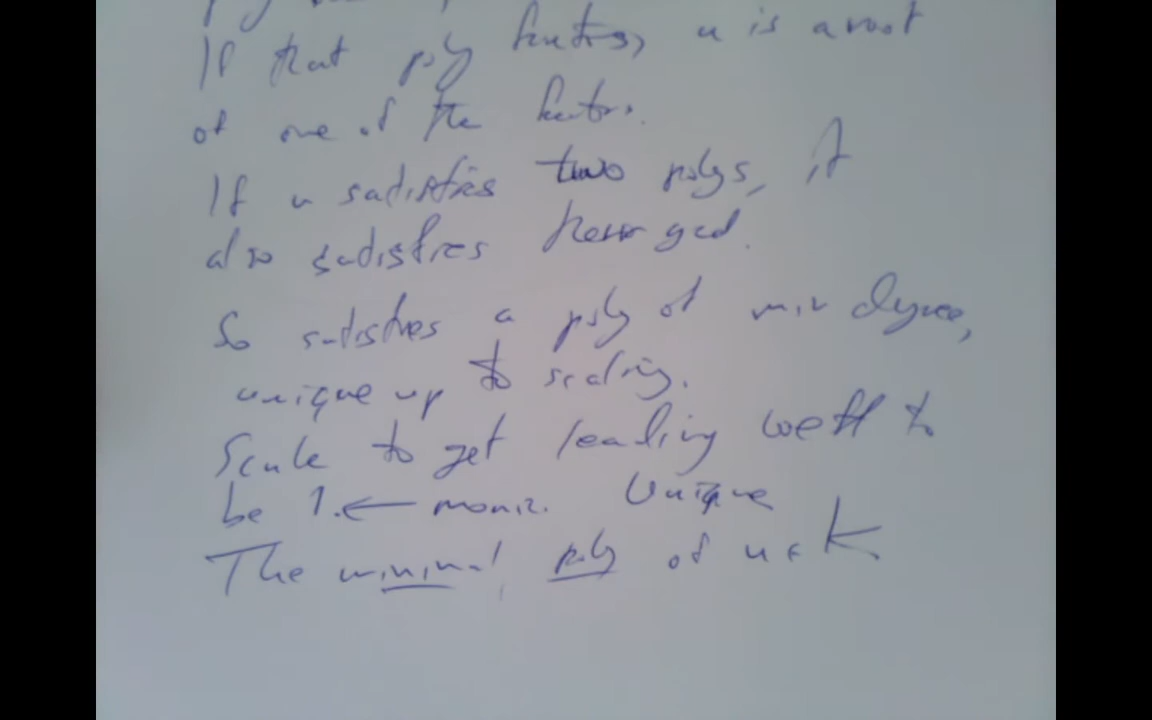 If that poly factors, u is a root
of one of the factors.
If u satisfies two polys, it
also satisfies their gcd.
So satisfies a poly of min degree,
unique up to scaling.
Scale to get leading coeff to
be 1. ← monic. Unique
The minimal poly of u ∈ K